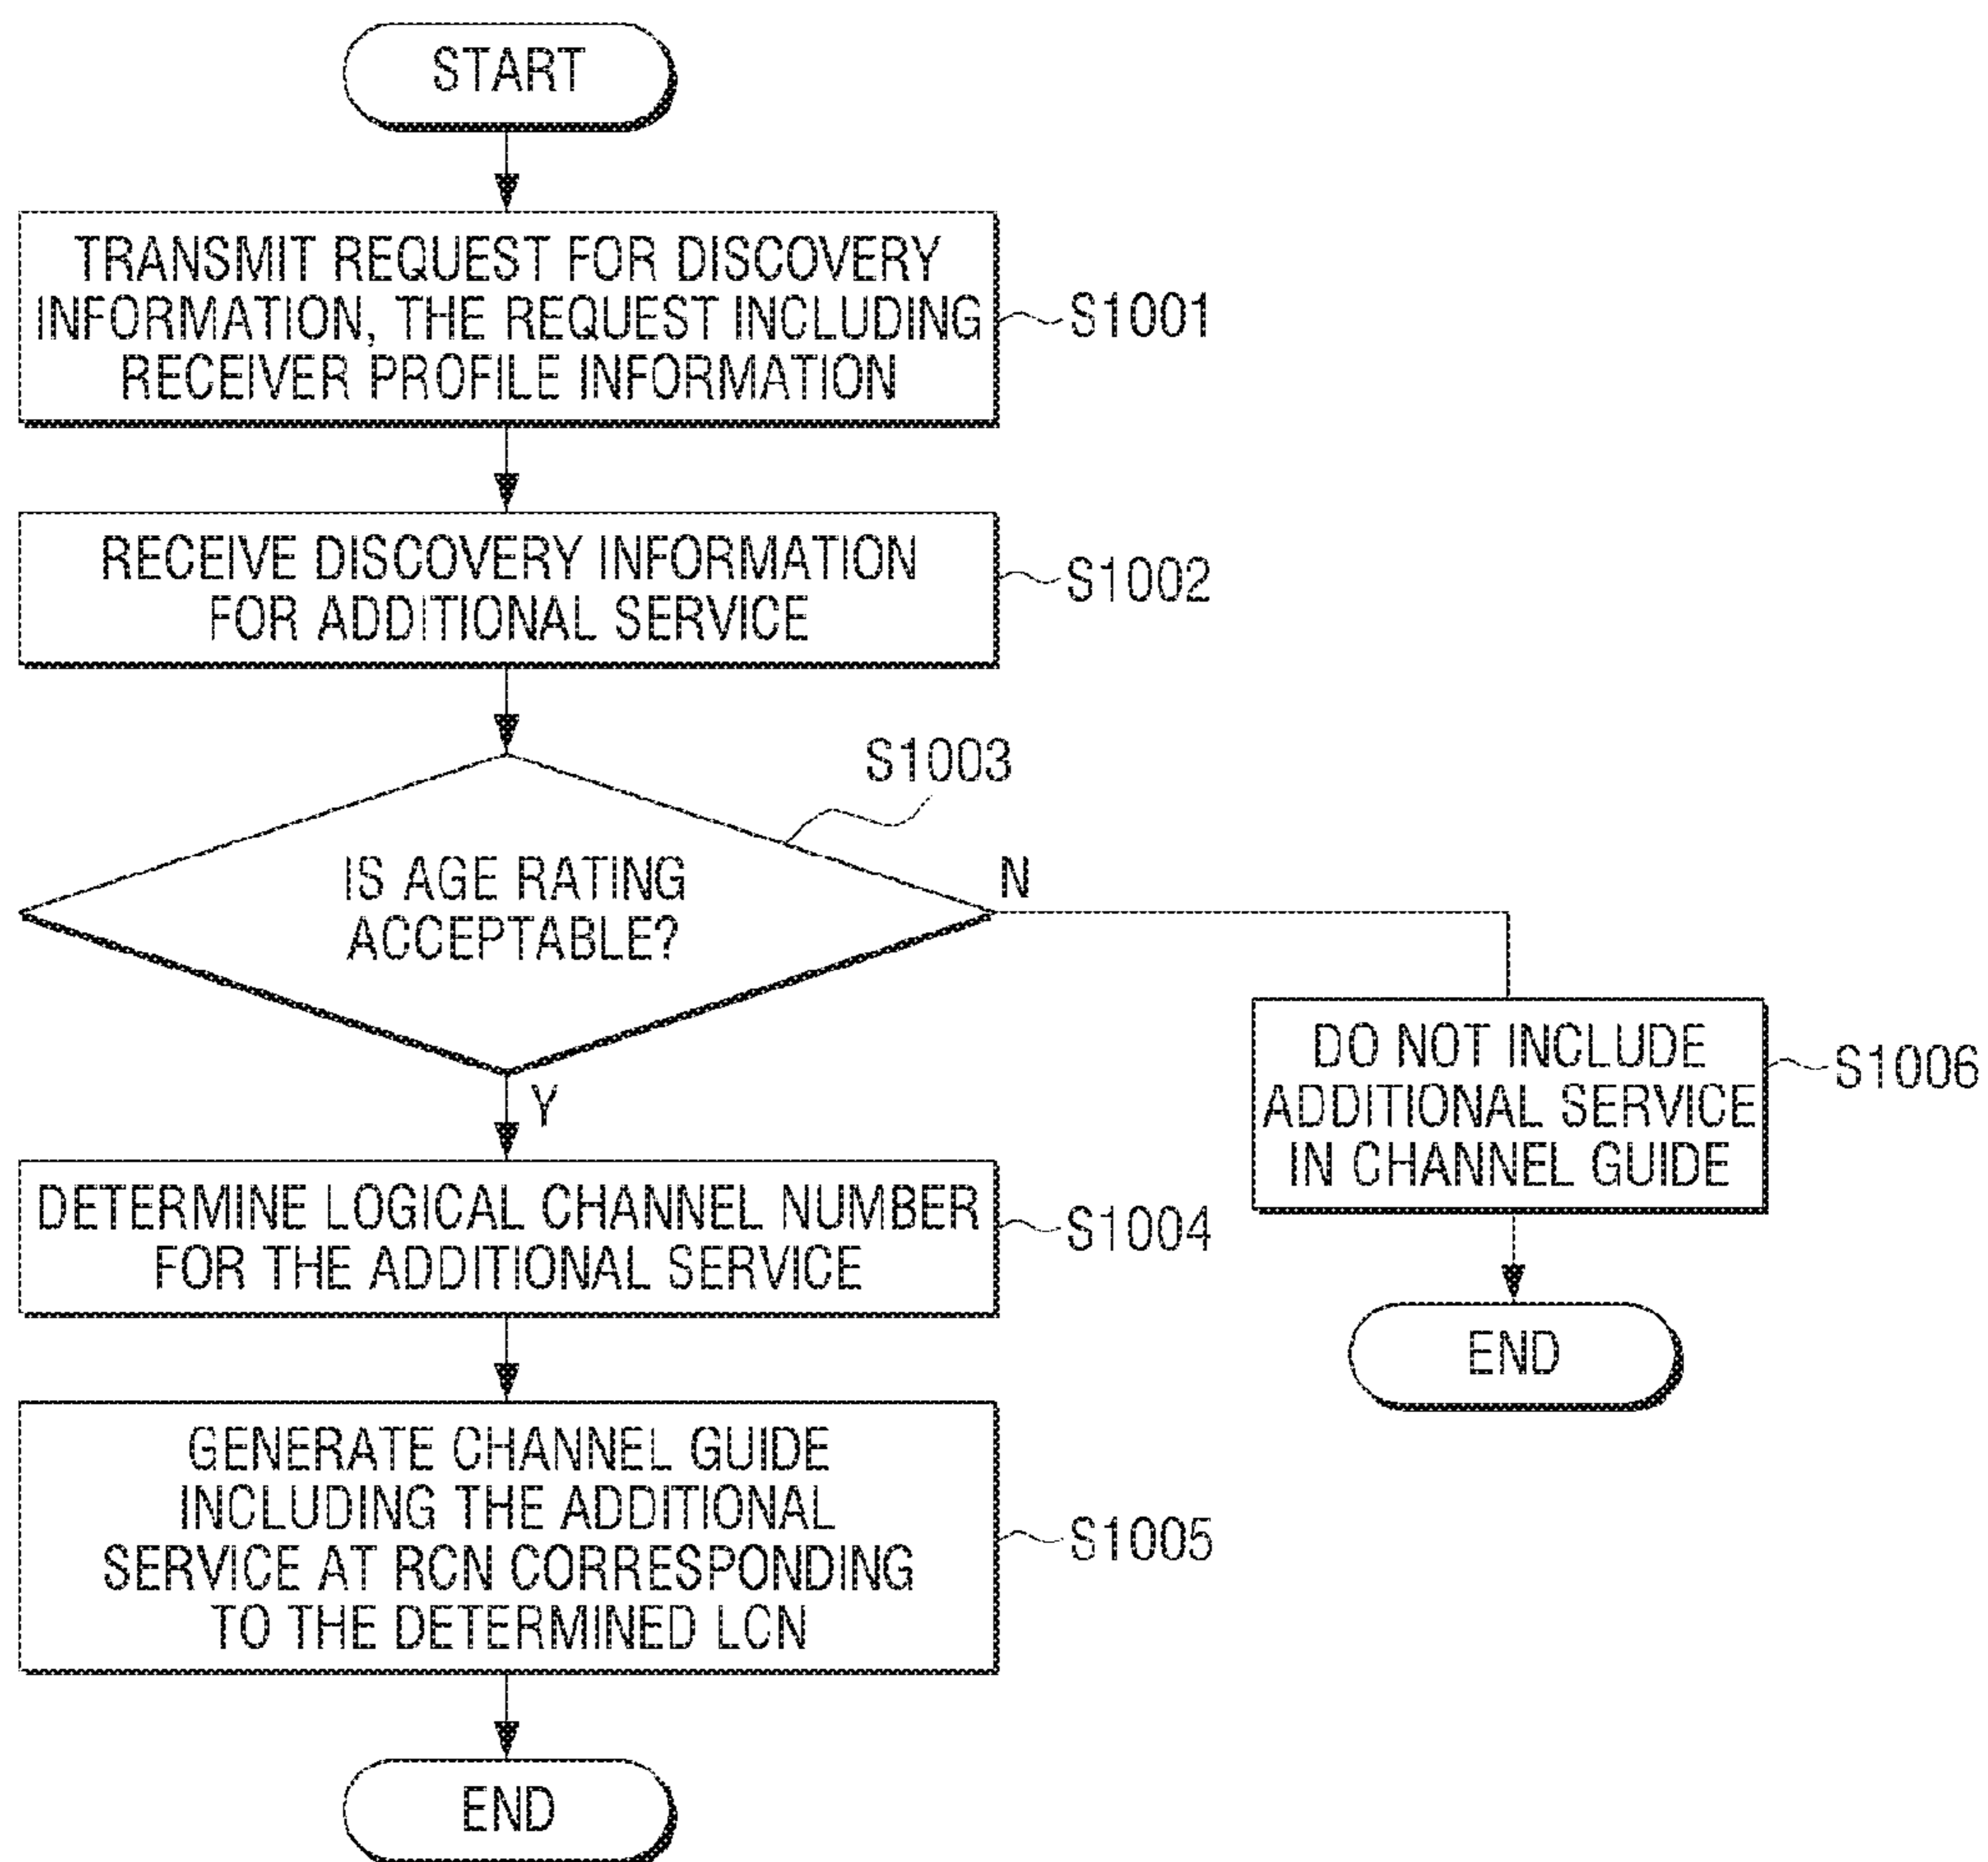 START
TRANSMIT REQUEST FOR DISCOVERY
INFORMATION, THE REQUEST INCLUDING
RECEIVER PROFILE INFORMATION
S1001
RECEIVE DISCOVERY INFORMATION
FOR ADDITIONAL SERVICE
S1002
S1003
IS AGE RATING
ACCEPTABLE?
N
Y
DO NOT INCLUDE
ADDITIONAL SERVICE
IN CHANNEL GUIDE
S1006
END
DETERMINE LOGICAL CHANNEL NUMBER
FOR THE ADDITIONAL SERVICE
S1004
GENERATE CHANNEL GUIDE
INCLUDING THE ADDITIONAL
SERVICE AT RCN CORRESPONDING
TO THE DETERMINED LCN
S1005
END